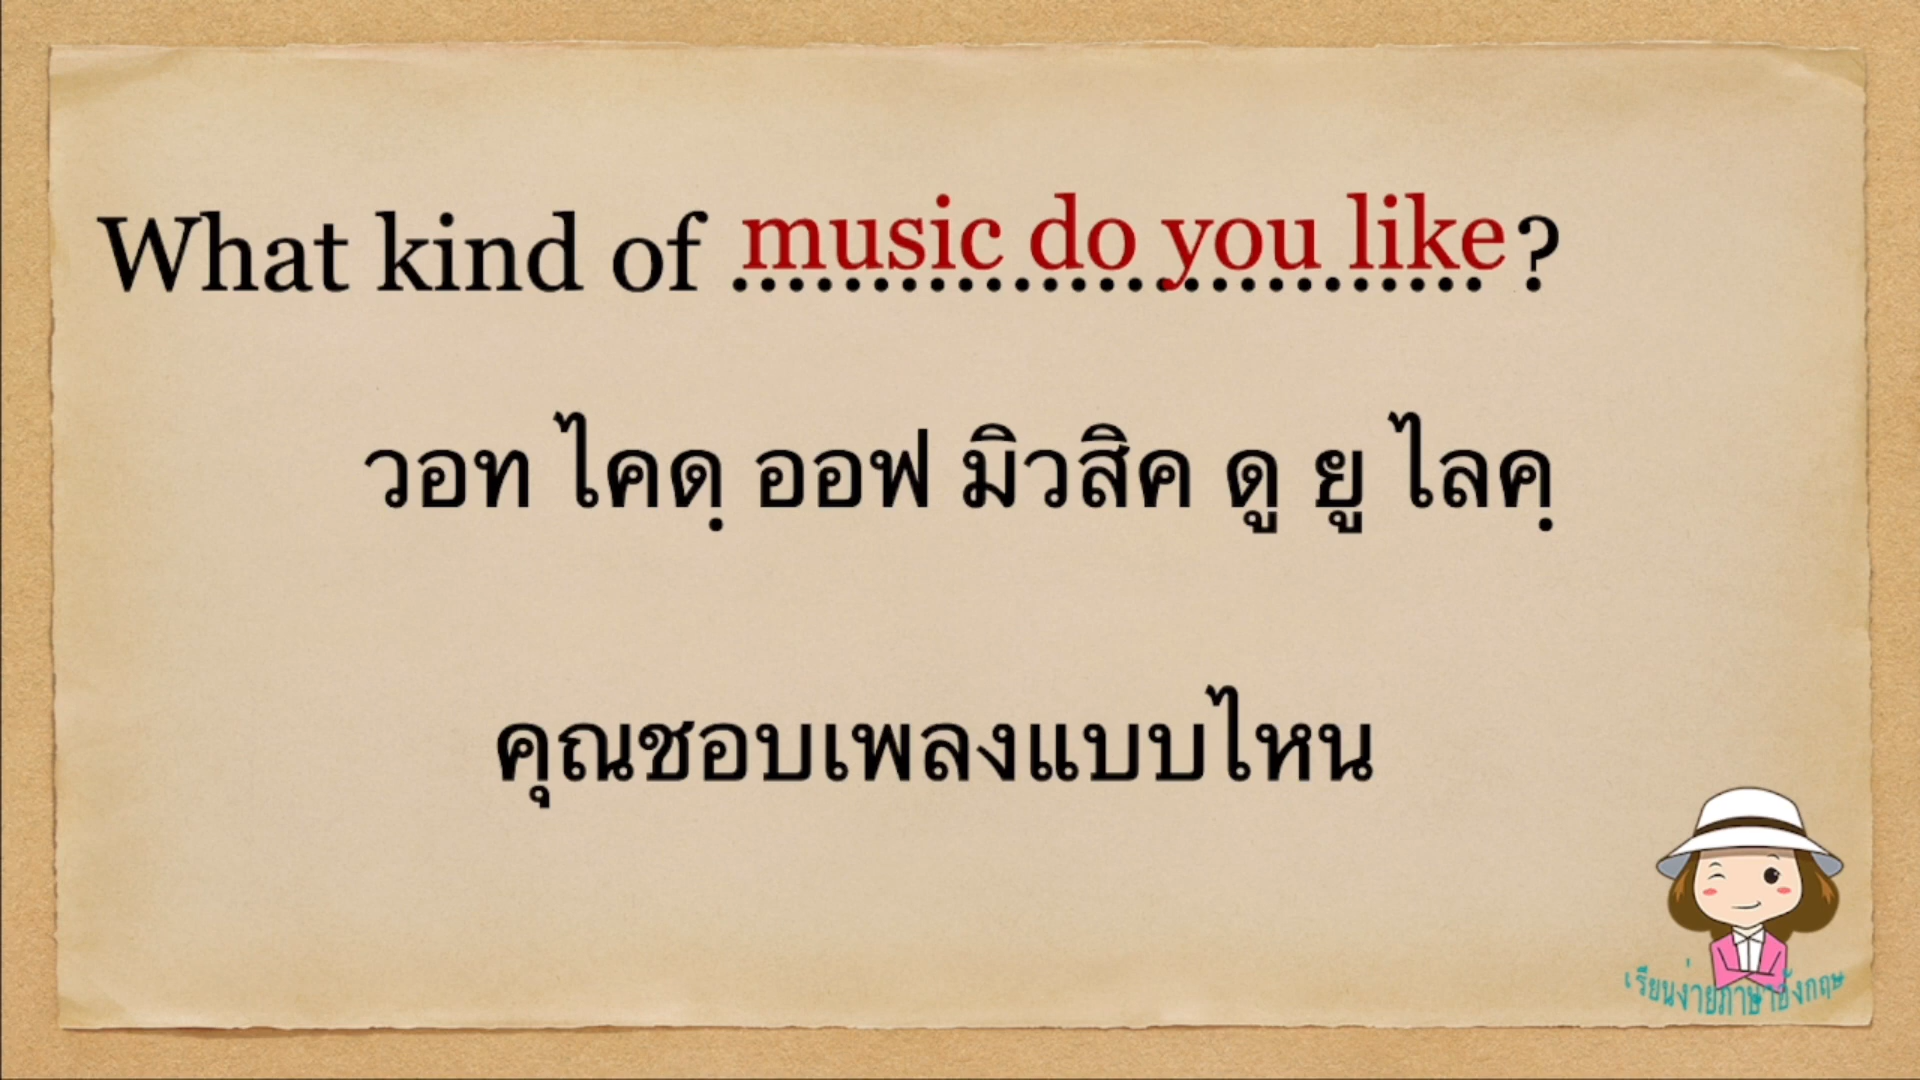 What kind of music do you like?
วอท ไคดฺ ออฟ มิวสิค ดู ยู ไลคฺ
คุณชอบเพลงแบบไหน
เรียนง่ายภาษาอังกฤษ